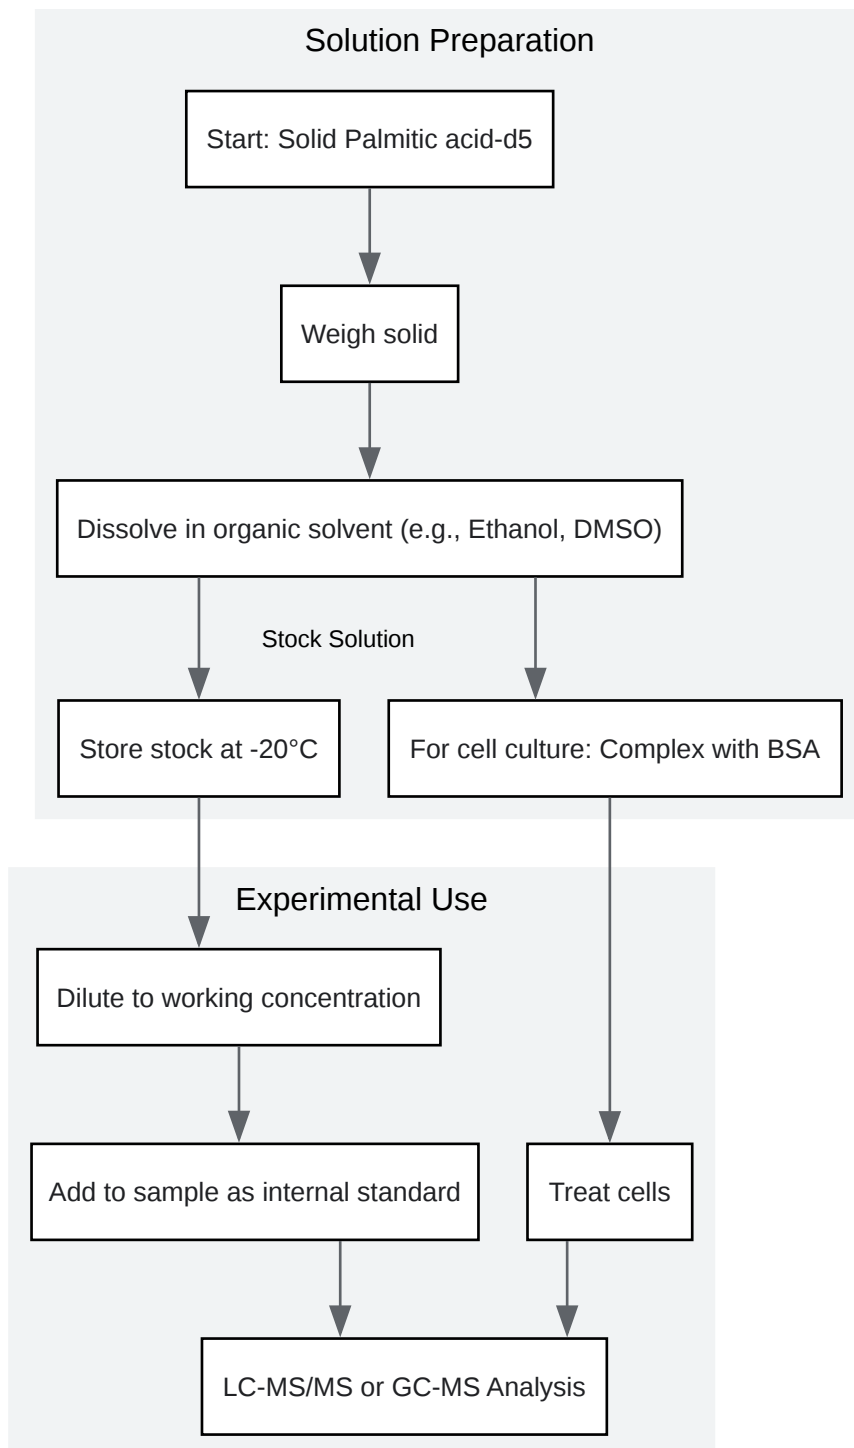 Solution Preparation
Start: Solid Palmitic acid-d5
Weigh solid
Dissolve in organic solvent (e.g., Ethanol, DMSO)
Stock Solution
Store stock at -20°C
For cell culture: Complex with BSA
Experimental Use
Dilute to working concentration
Add to sample as internal standard
Treat cells
LC-MS/MS or GC-MS Analysis